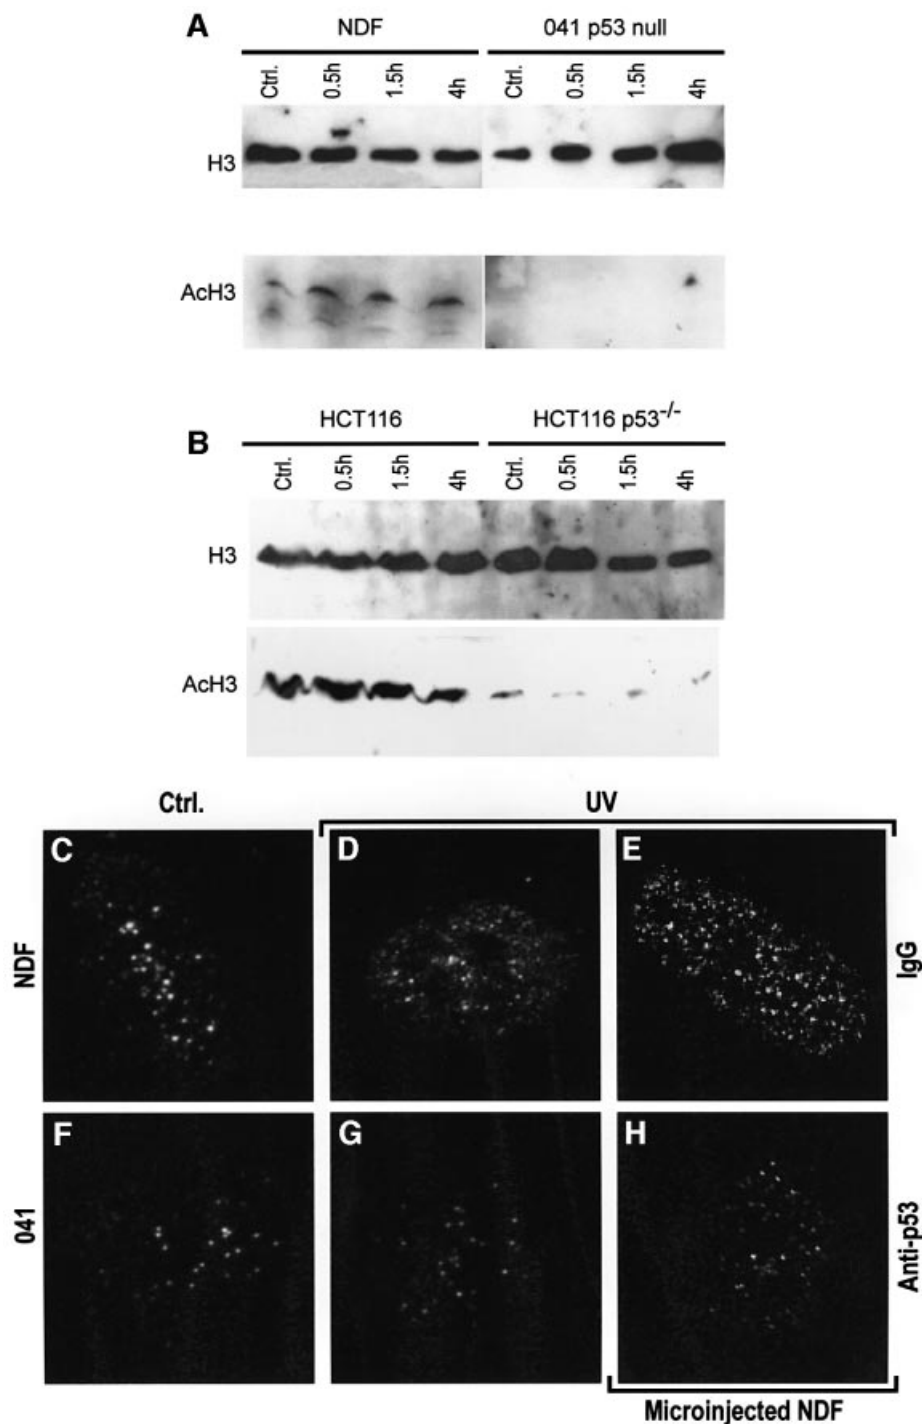 A
NDF
041 p53 null
Ctrl.
0.5h
1.5h
4h
Ctrl.
0.5h
1.5h
4h
H3
AcH3
B
HCT116
HCT116 p53-/-
Ctrl.
0.5h
1.5h
4h
Ctrl.
0.5h
1.5h
4h
H3
AcH3
Ctrl.
UV
C
D
E
NDF
IgG
F
G
H
041
Anti-p53
Microinjected NDF